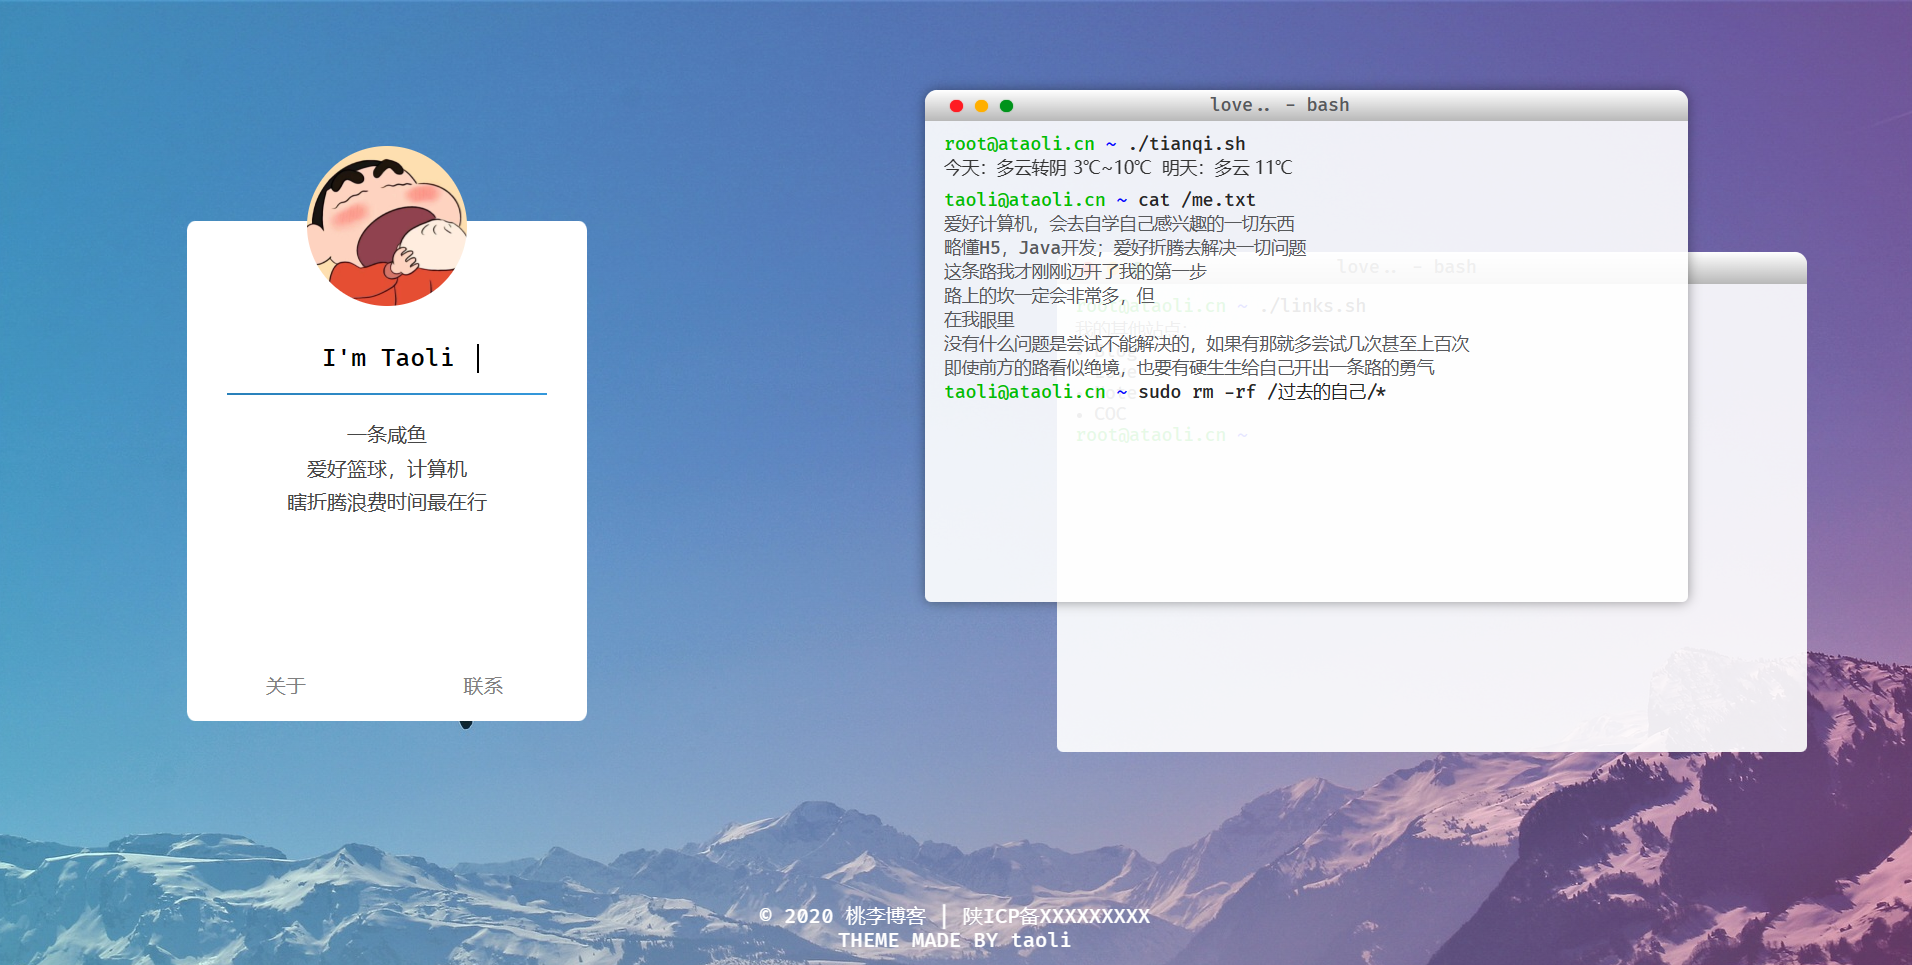 I'm Taoli
一条咸鱼
爱好篮球，计算机
瞎折腾浪费时间最在行
关于
联系
love.. - bash
root@ataoli.cn ~ ./tianqi.sh
今天：多云转阴 3℃~10℃ 明天：多云 11℃
taoli@ataoli.cn ~ cat /me.txt
爱好计算机，会去自学自己感兴趣的一切东西
略懂H5，Java开发；爱好折腾去解决一切问题
这条路我才刚刚迈开了我的第一步
路上的坎一定会非常多，但
在我眼里
没有什么问题是尝试不能解决的，如果有那就多尝试几次甚至上百次
即使前方的路看似绝境，也要有硬生生给自己开出一条路的勇气
taoli@ataoli.cn ~ sudo rm -rf /过去的自己/*
love.. - bash
root@ataoli.cn ~ ./links.sh
我的其他站点：
• COC
root@ataoli.cn ~
© 2020 桃李博客 | 陕ICP备XXXXXXXXX
THEME MADE BY taoli